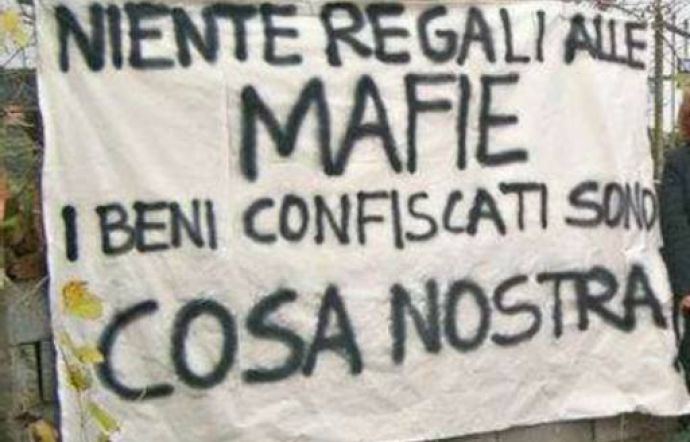 NIENTE REGALI ALLE
MAFIE
I BENI CONFISCATI SONO
COSA NOSTRA